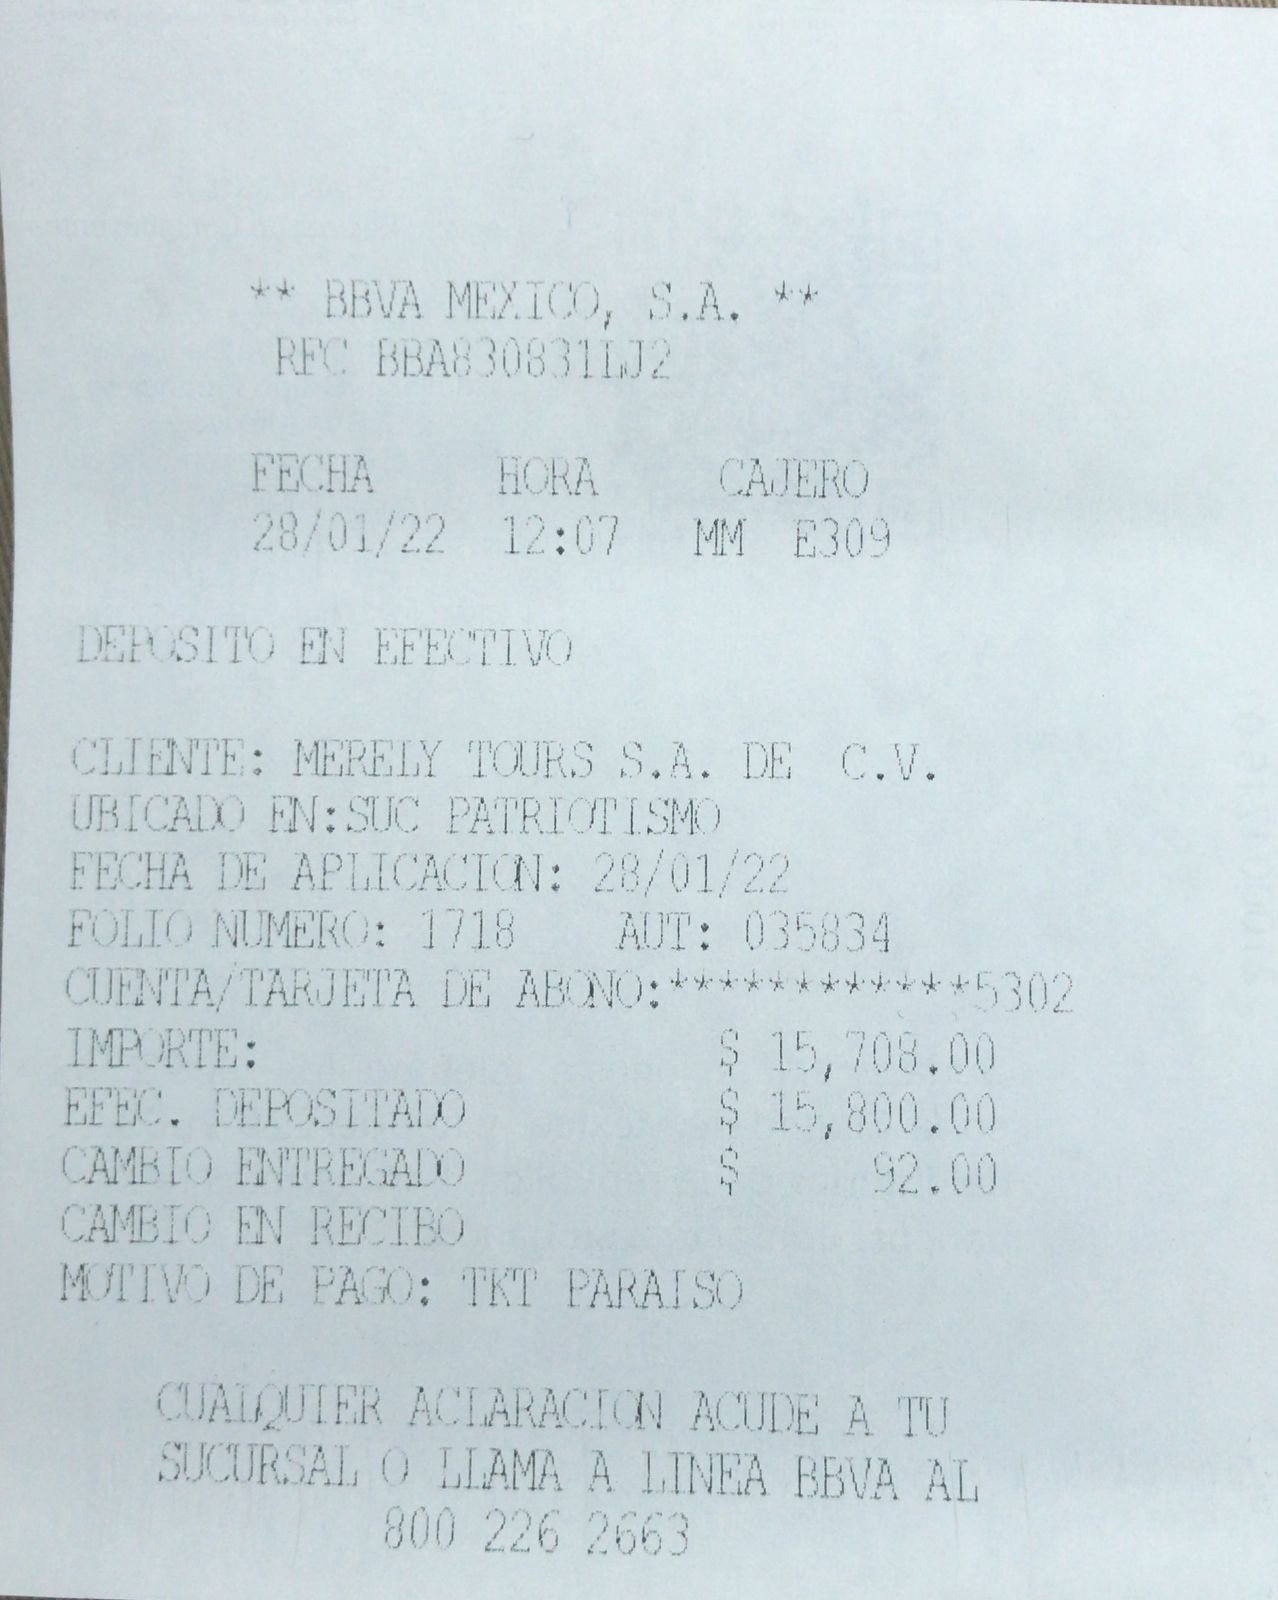 ** BBVA MEXICO, S.A. **
RFC BBA830831LJ2
FECHA HORA CAJERO
28/01/22 12:07 MM E309
DEPOSITO EN EFECTIVO
CLIENTE: MERELY TOURS S.A. DE C.V.
UBICADO EN:SUC PATRIOTISMO
FECHA DE APLICACION: 28/01/22
FOLIO NUMERO: 1718 AUT: 035834
CUENTA/TARJETA DE ABONO:************5302
IMPORTE: $ 15,708.00
EFEC. DEPOSITADO $ 15,800.00
CAMBIO ENTREGADO $ 92.00
CAMBIO EN RECIBO
MOTIVO DE PAGO: TKT PARAISO
CUALQUIER ACLARACION ACUDE A TU
SUCURSAL O LLAMA A LINEA BBVA AL
800 226 2663